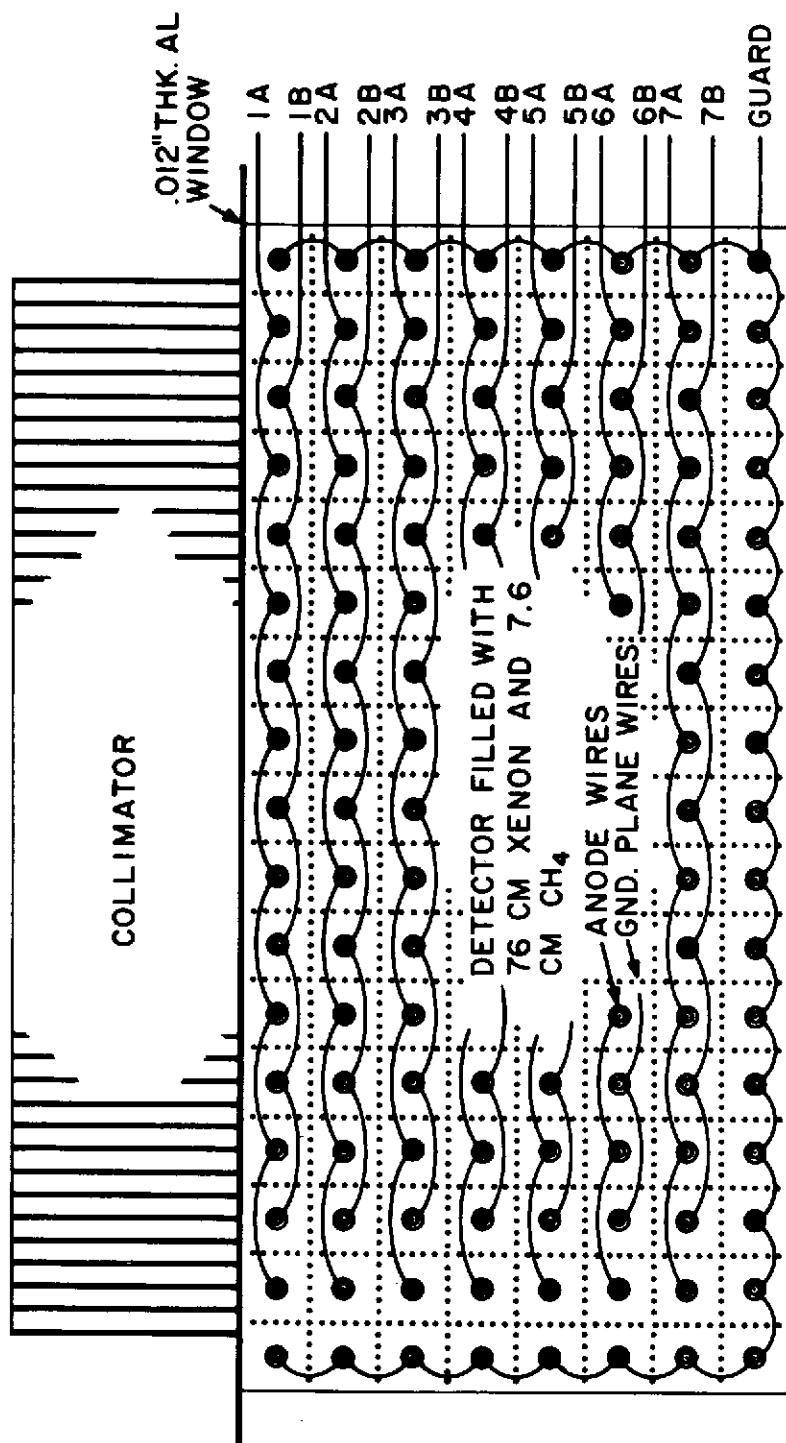 .012" THK. AL
WINDOW
COLLIMATOR
1A
1B
2A
2B
3A
3B
4A
4B
5A
5B
6A
6B
7A
7B
GUARD
DETECTOR FILLED WITH
76 CM XENON AND 7.6
CM CH₄
ANODE WIRES
GND. PLANE WIRES